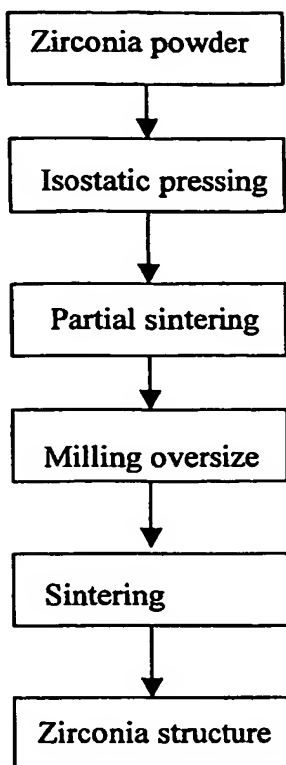 Zirconia powder
Isostatic pressing
Partial sintering
Milling oversize
Sintering
Zirconia structure